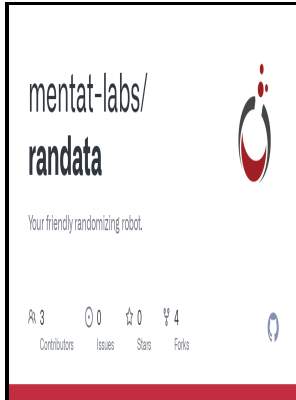 mentat-labs/
randata
Your friendly randomizing robot.
3 0 0 4
Contributors Issues Stars Forks